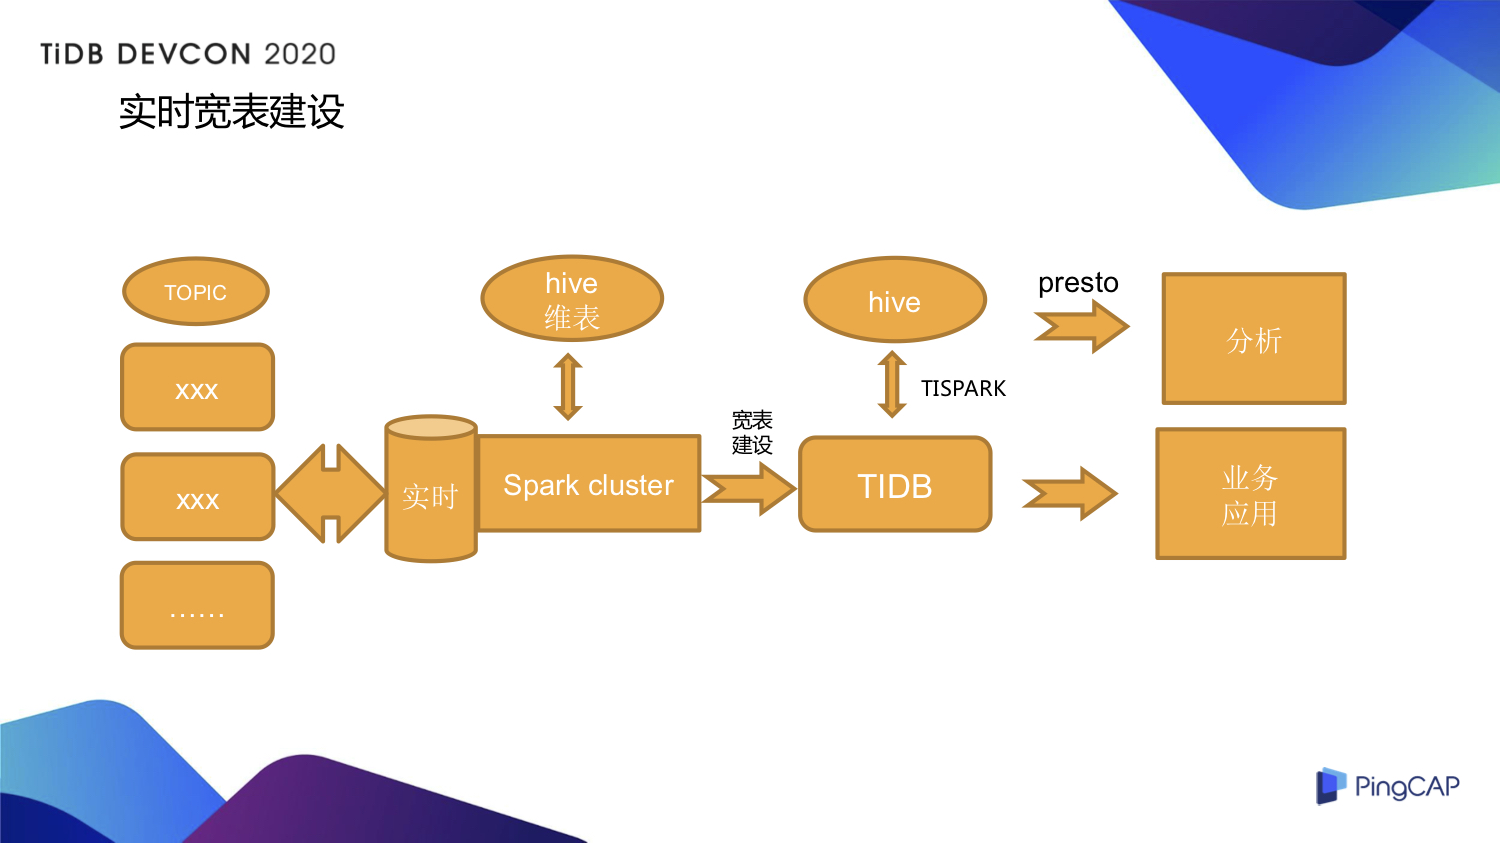 TiDB DEVCON 2020
实时宽表建设
TOPIC
xxx
xxx
……
实时
hive
维表
Spark cluster
宽表
建设
hive
TISPARK
TIDB
presto
分析
业务
应用
PingCAP